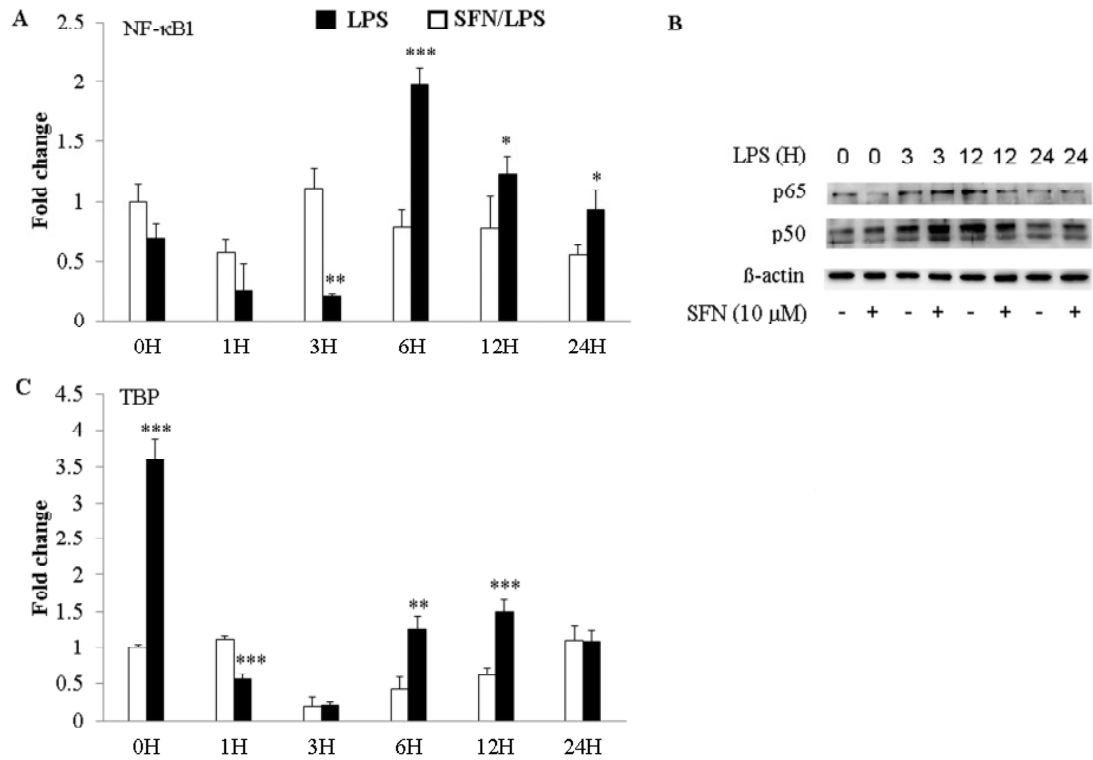 A
NF-κB1
LPS
SFN/LPS
***
*
*
**
2.5
2
1.5
1
0.5
0
Fold change
0H 1H 3H 6H 12H 24H
B
LPS (H) 0 0 3 3 12 12 24 24
p65
p50
ß-actin
SFN (10 μM) - + - + - + - +
C
TBP
***
***
**
***
4.5
4
3.5
3
2.5
2
1.5
1
0.5
0
Fold change
0H 1H 3H 6H 12H 24H